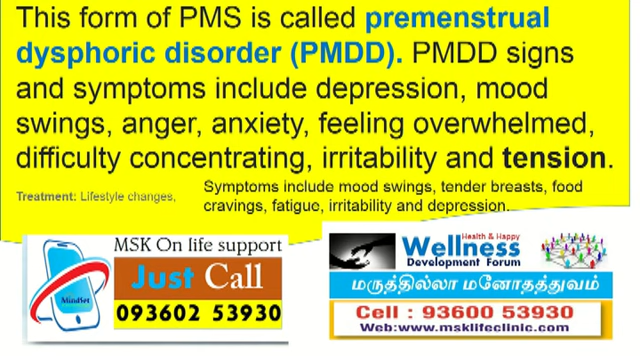 This form of PMS is called premenstrual
dysphoric disorder (PMDD). PMDD signs
and symptoms include depression, mood
swings, anger, anxiety, feeling overwhelmed,
difficulty concentrating, irritability and tension.
Treatment: Lifestyle changes,
Symptoms include mood swings, tender breasts, food
cravings, fatigue, irritability and depression.
MSK On life support
Just Call
MindSet
093602 53930
Health & Happy
Wellness
Development Forum
மருத்தில்லா மனோதத்துவம்
Cell : 93600 53930
Web:www.msklifeclinic.com